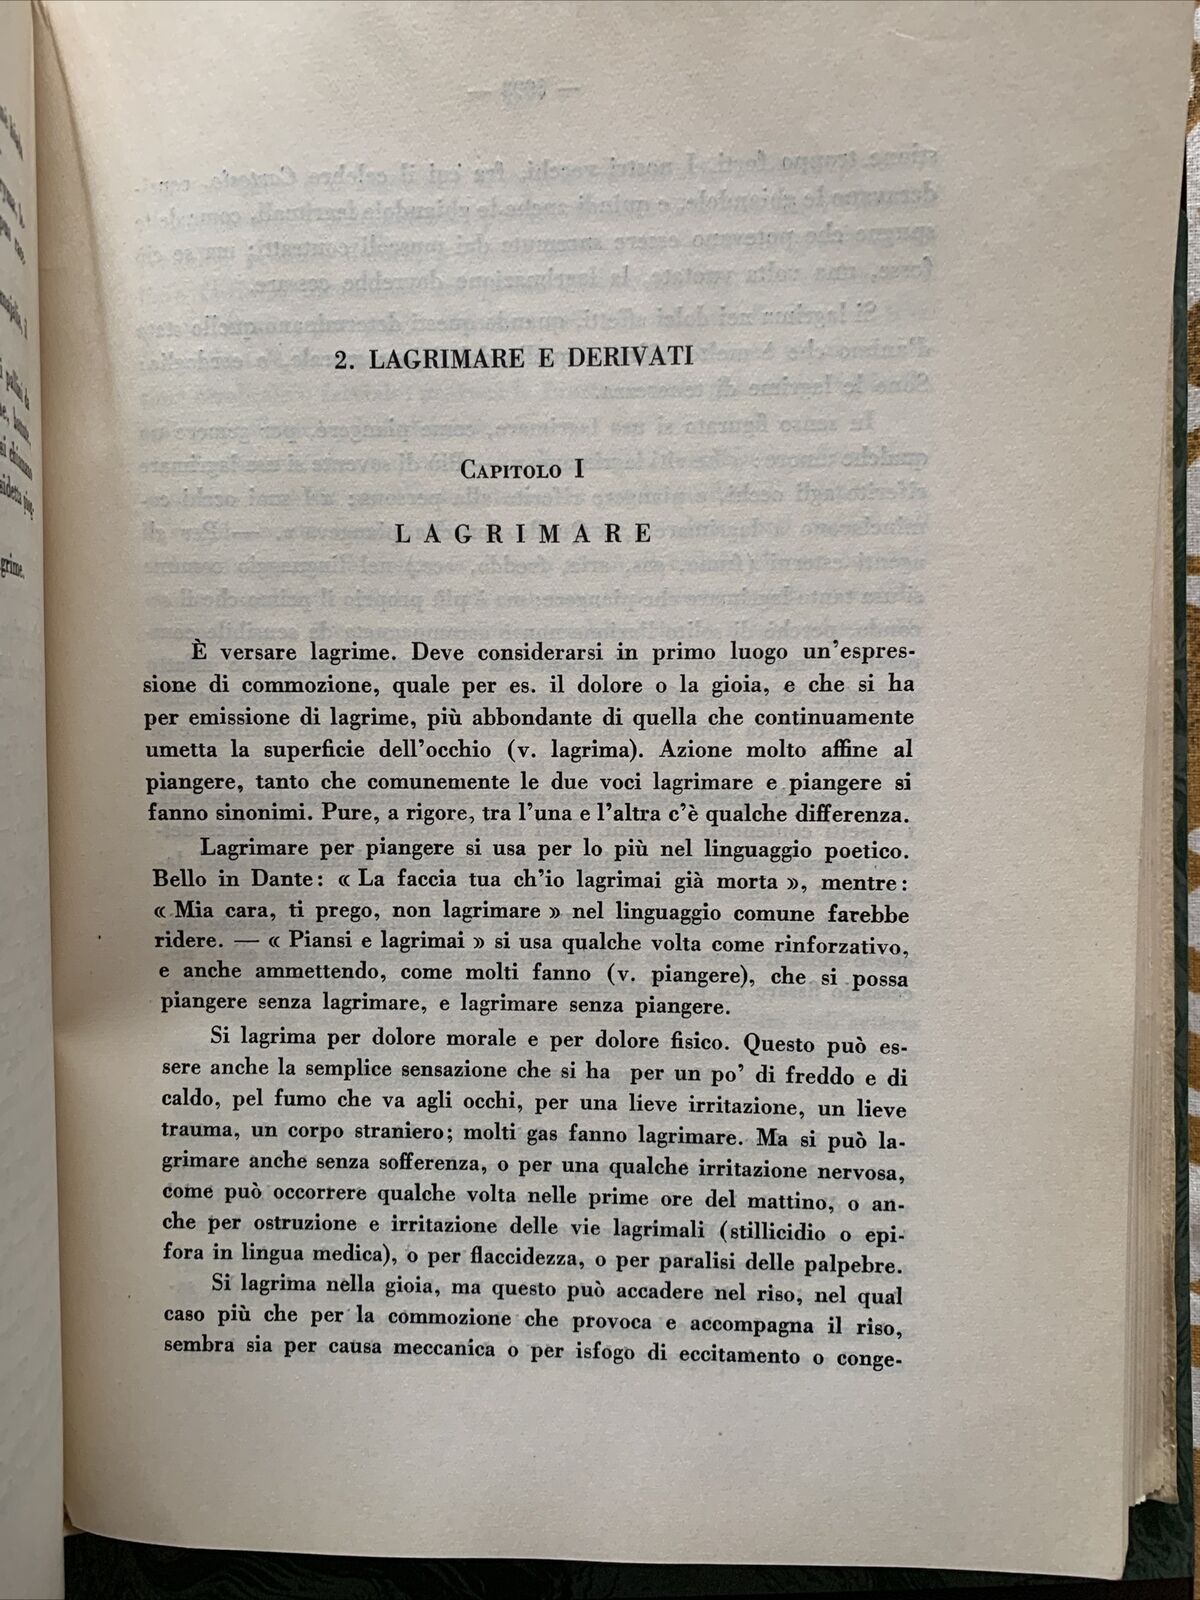 2. LAGRIMARE E DERIVATI
CAPITOLO I
LAGRIMARE
È versare lagrime. Deve considerarsi in primo luogo un'espres-
sione di commozione, quale per es. il dolore o la gioia, e che si ha
per emissione di lagrime, più abbondante di quella che continuamente
umetta la superficie dell'occhio (v. lagrima). Azione molto affine al
piangere, tanto che comunemente le due voci lagrimare e piangere si
fanno sinonimi. Pure, a rigore, tra l'una e l'altra c'è qualche differenza.
Lagrimare per piangere si usa per lo più nel linguaggio poetico.
Bello in Dante: « La faccia tua ch'io lagrimai già morta », mentre:
« Mia cara, ti prego, non lagrimare » nel linguaggio comune farebbe
ridere. — « Piansi e lagrimai » si usa qualche volta come rinforzativo,
e anche ammettendo, come molti fanno (v. piangere), che si possa
piangere senza lagrimare, e lagrimare senza piangere.
Si lagrima per dolore morale e per dolore fisico. Questo può es-
sere anche la semplice sensazione che si ha per un po' di freddo e di
caldo, pel fumo che va agli occhi, per una lieve irritazione, un lieve
trauma, un corpo straniero; molti gas fanno lagrimare. Ma si può la-
grimare anche senza sofferenza, o per una qualche irritazione nervosa,
come può occorrere qualche volta nelle prime ore del mattino, o an-
che per ostruzione e irritazione delle vie lagrimali (stillicidio o epi-
fora in lingua medica), o per flaccidezza, o per paralisi delle palpebre.
Si lagrima nella gioia, ma questo può accadere nel riso, nel qual
caso più che per la commozione che provoca e accompagna il riso,
sembra sia per causa meccanica o per isfogo di eccitamento o conge-